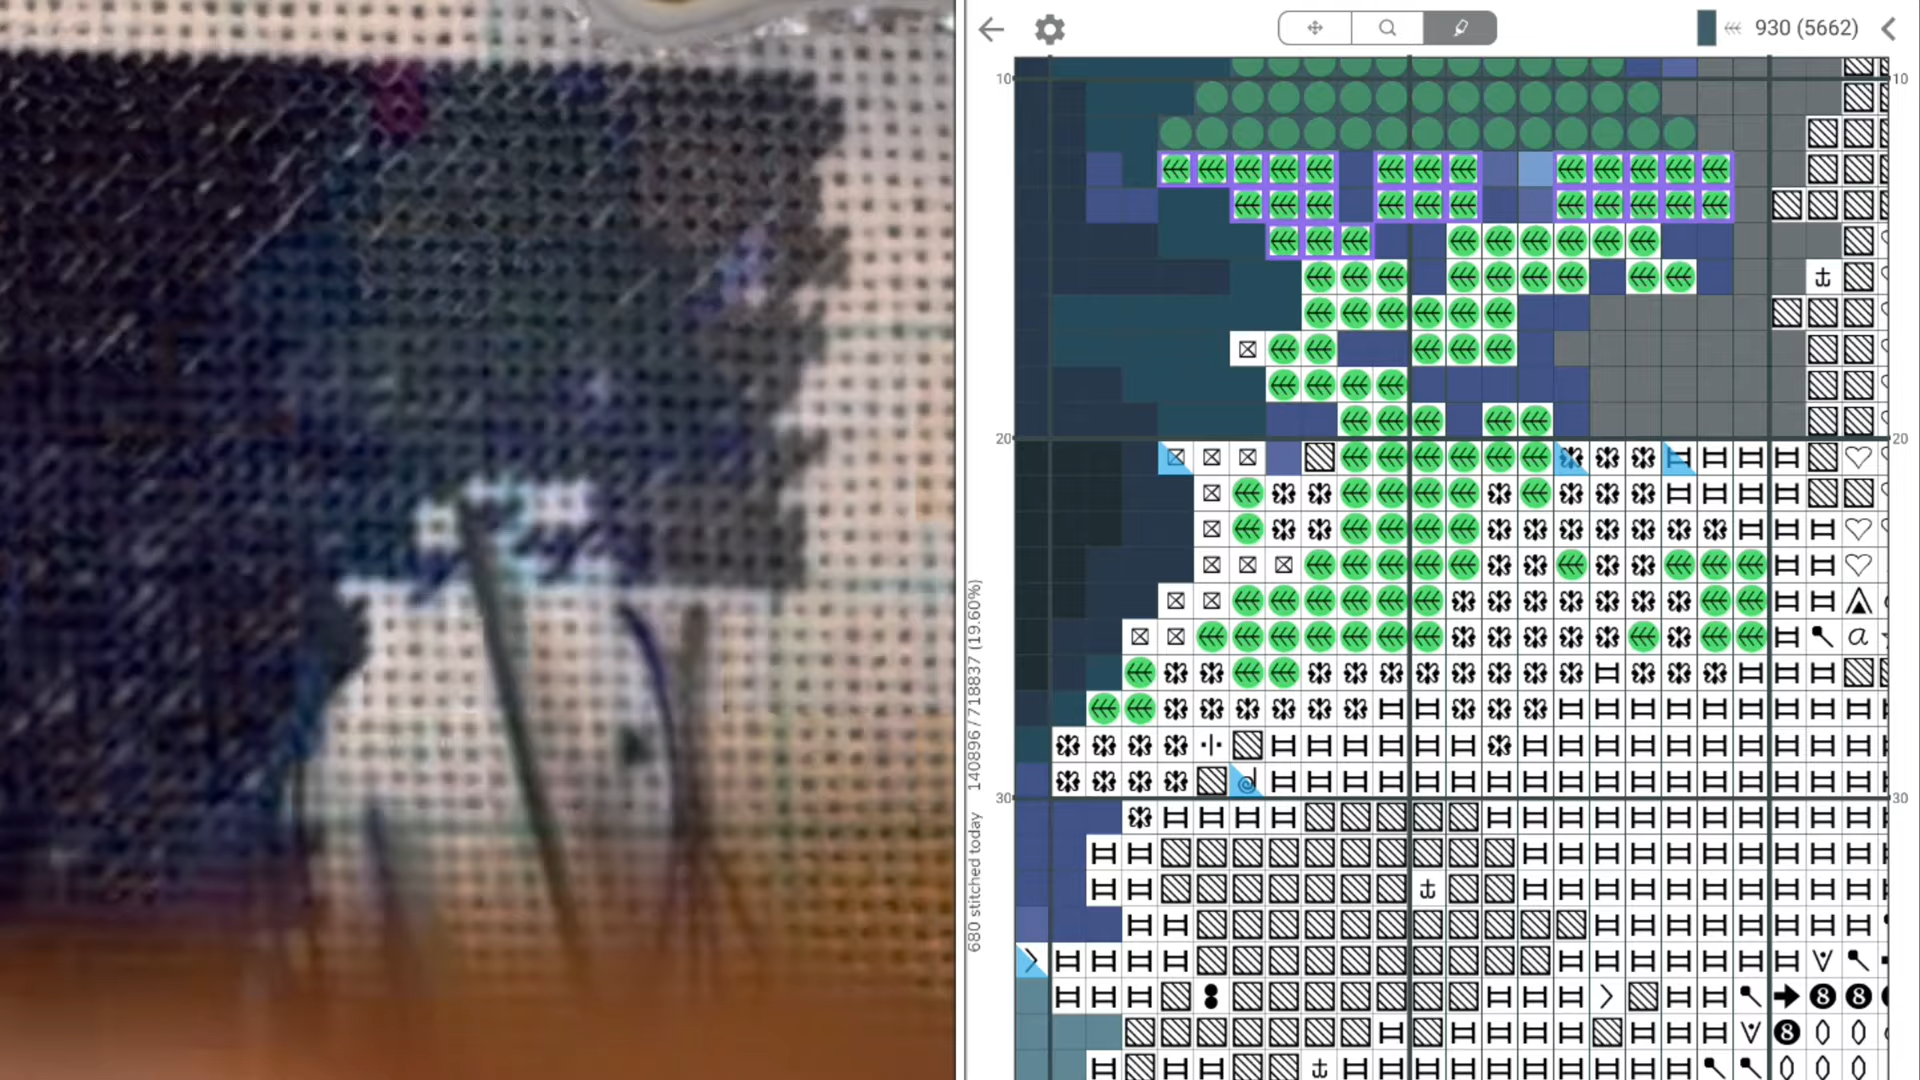 930 (5662)
10 10
20 20
30 30
680 stitched today 140896 / 718837 (19.60%)